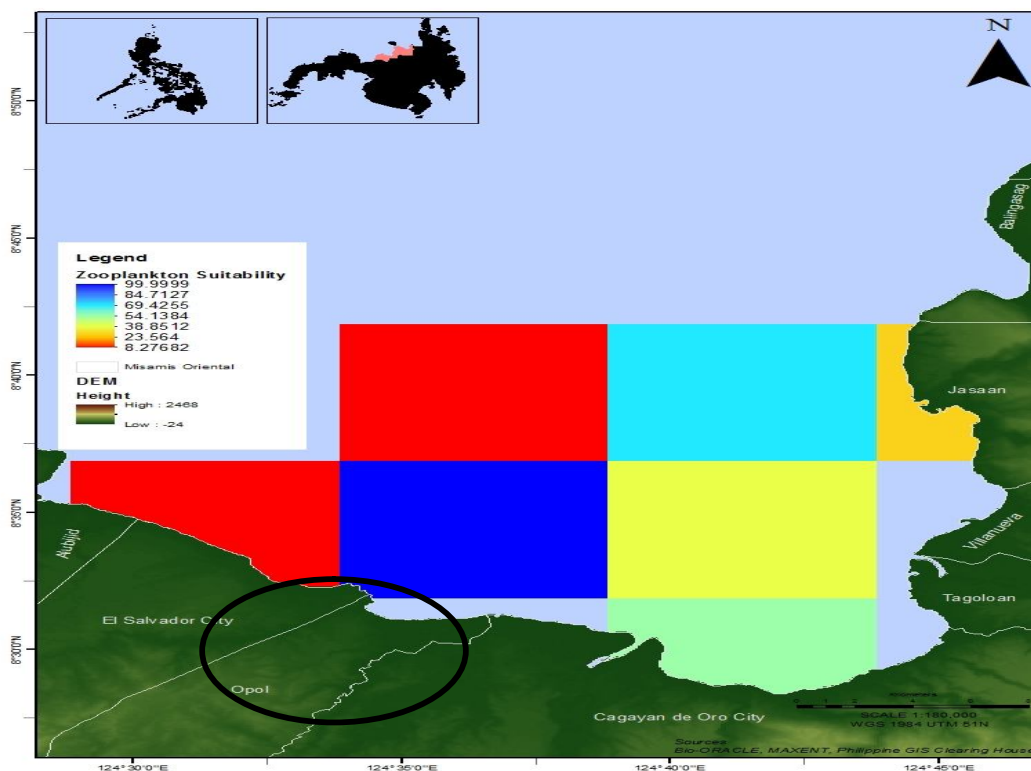 N
8°50'0"N
8°45'0"N
8°40'0"N
8°35'0"N
8°30'0"N
Legend
Zooplankton Suitability
99.9999
84.7127
69.4255
54.1384
38.8512
23.564
8.27682
Misamis Oriental
DEM
Height
High : 2468
Low : -24
Balingasag
Jasaan
Villanueva
Tagoloan
Alubijid
El Salvador City
Opol
Cagayan de Oro City
SCALE 1:180,000
WGS 1984 UTM 51N
Sources
Bio-ORACLE, MAXENT, Philippine GIS Clearing House
124°30'0"E
124°35'0"E
124°40'0"E
124°45'0"E